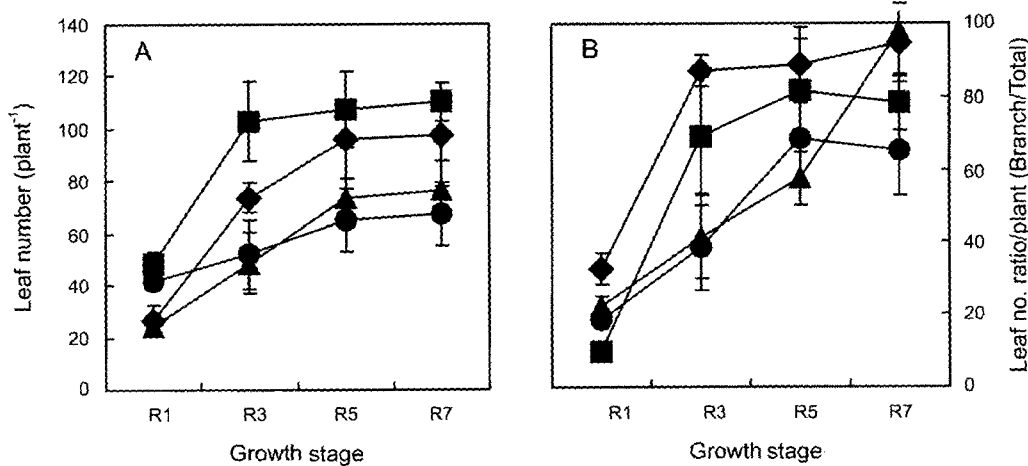 A
Leaf number (plant⁻¹)
140
120
100
80
60
40
20
0
R1 R3 R5 R7
Growth stage
B
100
80
60
40
20
0
Leaf no. ratio/plant (Branch/Total)
R1 R3 R5 R7
Growth stage